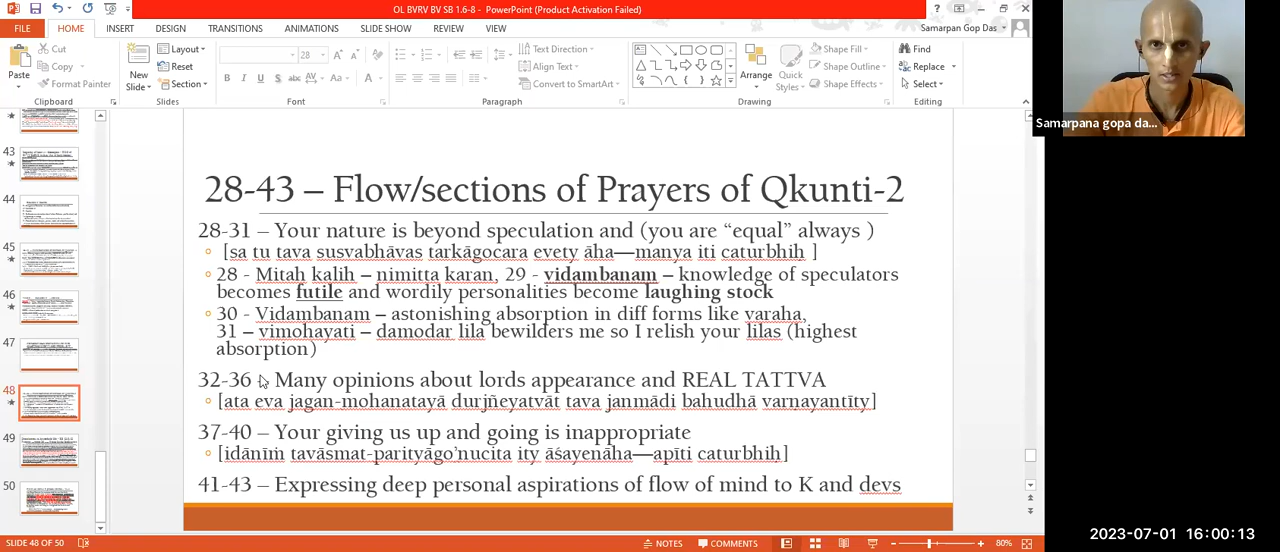 OL BVRV BV SB 1.6-8 - PowerPoint (Product Activation Failed)
FILE HOME INSERT DESIGN TRANSITIONS ANIMATIONS SLIDE SHOW REVIEW VIEW
Samarpan Gop Das
Cut
Copy
Format Painter
Paste
Clipboard
New
Slide
Layout
Reset
Section
Slides
28
B I U S abc AV Aa A
Font
Text Direction
Align Text
Convert to SmartArt
Paragraph
Arrange
Quick
Styles
Shape Fill
Shape Outline
Shape Effects
Drawing
Find
Replace
Select
Editing
Samarpana gopa da...
43
44
45
46
47
48
49
50
28-43 – Flow/sections of Prayers of Qkunti-2
28-31 – Your nature is beyond speculation and (you are “equal” always )
[sa tu tava susvabhāvas tarkāgocara evety āha—manya iti caturbhih ]
28 - Mitah kalih – nimitta karan, 29 - vidambanam – knowledge of speculators
becomes futile and wordily personalities become laughing stock
30 - Vidambanam – astonishing absorption in diff forms like varaha,
31 – vimohayati – damodar lila bewilders me so I relish your lilas (highest
absorption)
32-36 – Many opinions about lords appearance and REAL TATTVA
[ata eva jagan-mohanatayā durjñeyatvāt tava janmādi bahudhā varṇayantīty]
37-40 – Your giving us up and going is inappropriate
[idānīṁ tavāsmat-parityāgo’nucita ity āśayenāha—apīti caturbhiḥ]
41-43 – Expressing deep personal aspirations of flow of mind to K and devs
SLIDE 48 OF 50
NOTES
COMMENTS
80%
2023-07-01 16:00:13